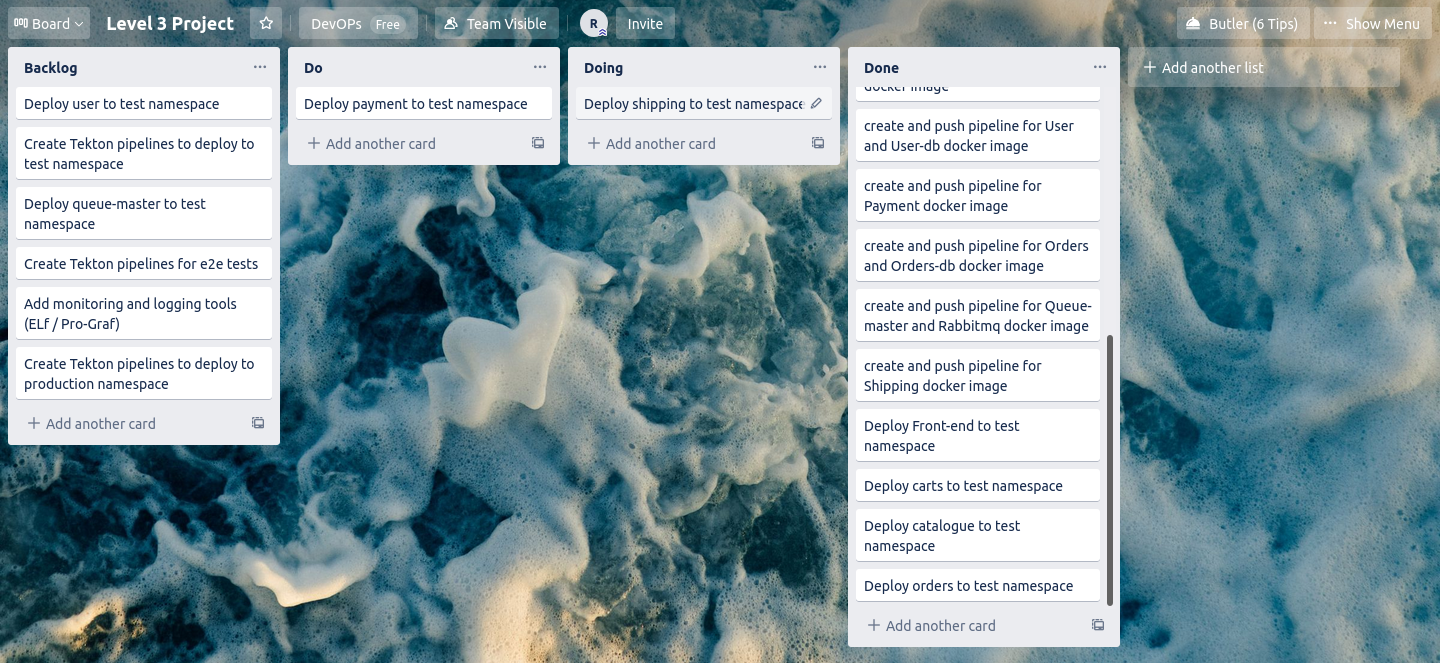 Board
Level 3 Project
DevOPs Free
Team Visible
R
Invite
Butler (6 Tips)
Show Menu
Backlog
Deploy user to test namespace
Create Tekton pipelines to deploy to
test namespace
Deploy queue-master to test
namespace
Create Tekton pipelines for e2e tests
Add monitoring and logging tools
(ELf / Pro-Graf)
Create Tekton pipelines to deploy to
production namespace
+ Add another card
Do
Deploy payment to test namespace
+ Add another card
Doing
Deploy shipping to test namespace
+ Add another card
Done
docker image
create and push pipeline for User
and User-db docker image
create and push pipeline for
Payment docker image
create and push pipeline for Orders
and Orders-db docker image
create and push pipeline for Queue-
master and Rabbitmq docker image
create and push pipeline for
Shipping docker image
Deploy Front-end to test
namespace
Deploy carts to test namespace
Deploy catalogue to test
namespace
Deploy orders to test namespace
+ Add another card
+ Add another list